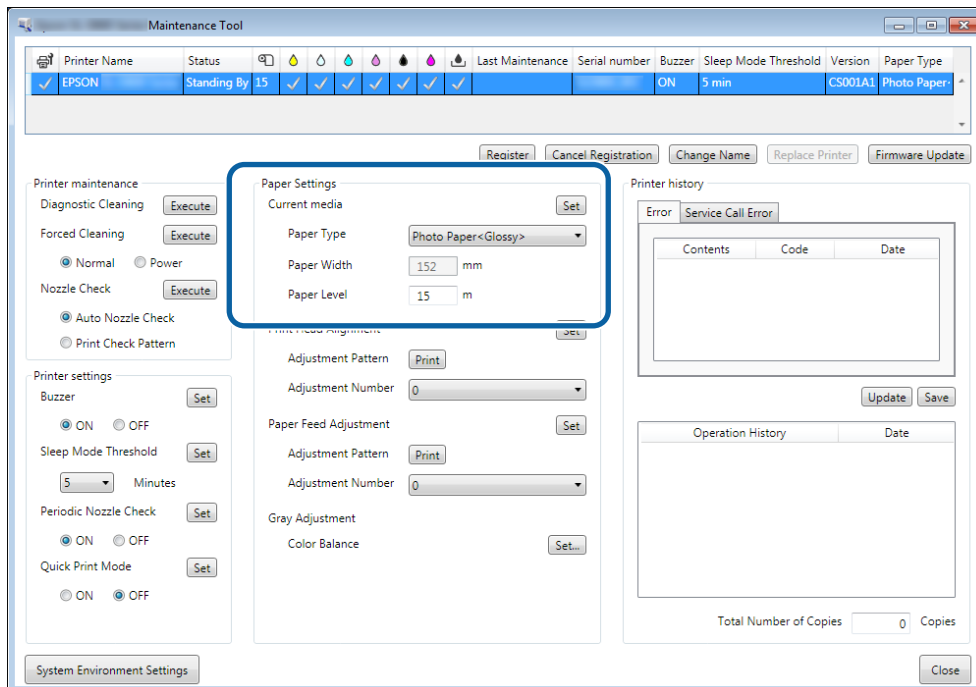 Maintenance Tool
Printer Name Status Last Maintenance Serial number Buzzer Sleep Mode Threshold Version Paper Type
EPSON Standing By 15 ON 5 min CS001A1 Photo Paper
Register Cancel Registration Change Name Replace Printer Firmware Update
Printer maintenance
Diagnostic Cleaning Execute
Forced Cleaning Execute
Normal Power
Nozzle Check Execute
Auto Nozzle Check
Print Check Pattern
Printer settings
Buzzer Set
ON OFF
Sleep Mode Threshold Set
5 Minutes
Periodic Nozzle Check Set
ON OFF
Quick Print Mode Set
ON OFF
Paper Settings
Current media Set
Paper Type Photo Paper<Glossy>
Paper Width 152 mm
Paper Level 15 m
Print Head Alignment Set
Adjustment Pattern Print
Adjustment Number 0
Paper Feed Adjustment Set
Adjustment Pattern Print
Adjustment Number 0
Gray Adjustment
Color Balance Set...
Printer history
Error Service Call Error
Contents Code Date
Update Save
Operation History Date
Total Number of Copies 0 Copies
System Environment Settings Close